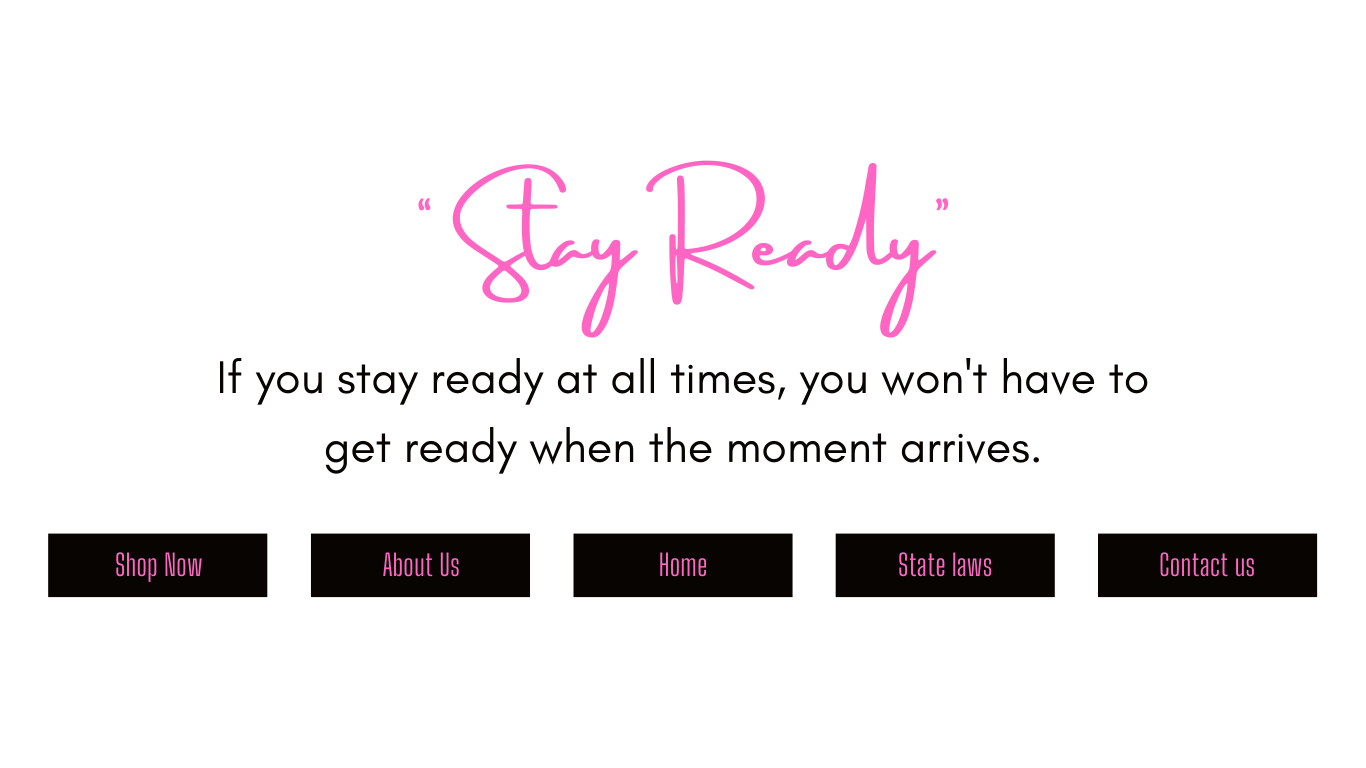 “Stay Ready”
If you stay ready at all times, you won't have to
get ready when the moment arrives.
Shop Now
About Us
Home
State laws
Contact us